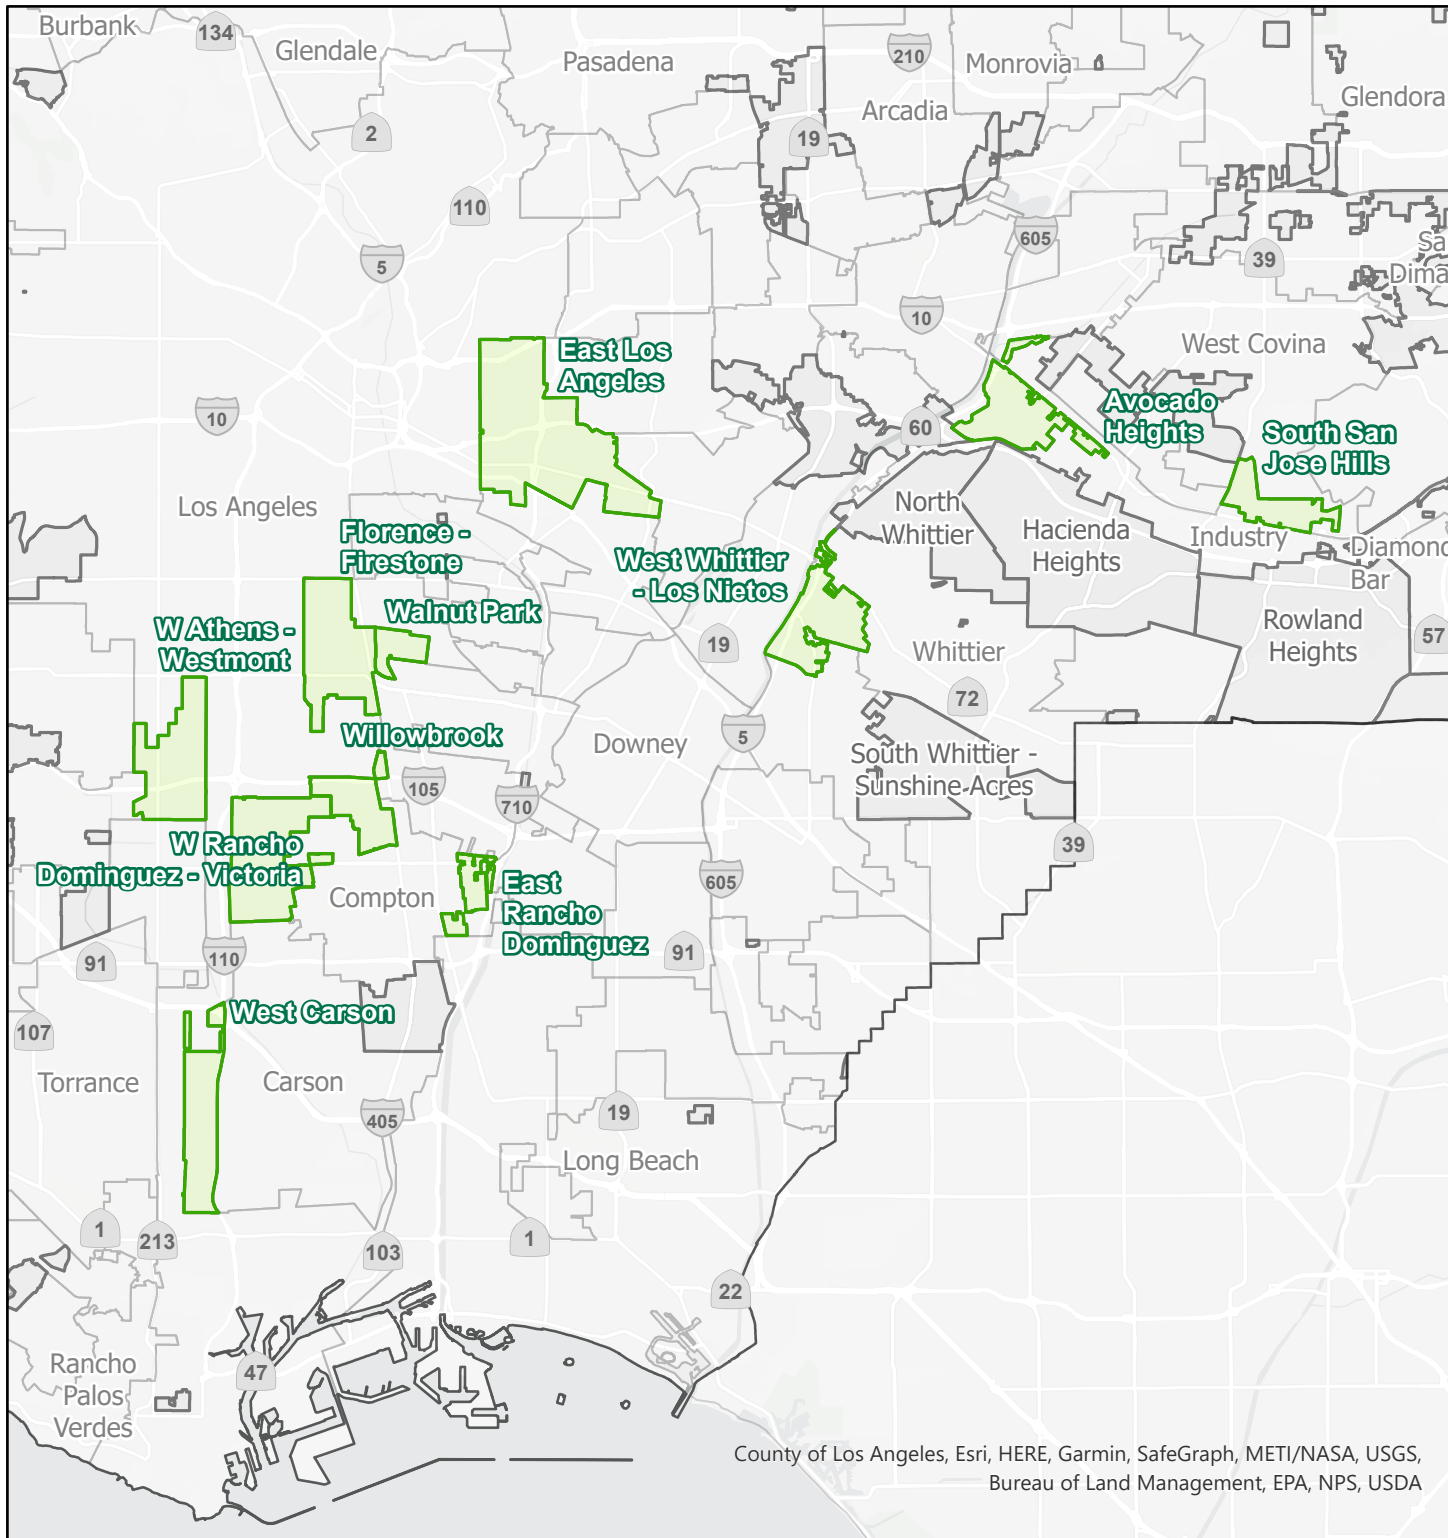 Burbank
134
Glendale
Pasadena
210
Monrovia
Glendora
2
19
Arcadia
110
605
39
Sa
Dima
5
10
West Covina
East Los
Angeles
10
60
Avocado
Heights
South San
Jose Hills
Los Angeles
North
Whittier
Hacienda
Heights
Industry
Diamond
Bar
Florence -
Firestone
West Whittier
- Los Nietos
Walnut Park
W Athens -
Westmont
19
Whittier
Rowland
Heights
57
72
Willowbrook
Downey
5
South Whittier -
Sunshine Acres
105
710
39
W Rancho
Dominguez - Victoria
Compton
East
Rancho
Dominguez
605
91
110
91
West Carson
107
Torrance
Carson
405
19
Long Beach
1
213
103
1
22
Rancho
Palos
Verdes
47
County of Los Angeles, Esri, HERE, Garmin, SafeGraph, METI/NASA, USGS,
Bureau of Land Management, EPA, NPS, USDA